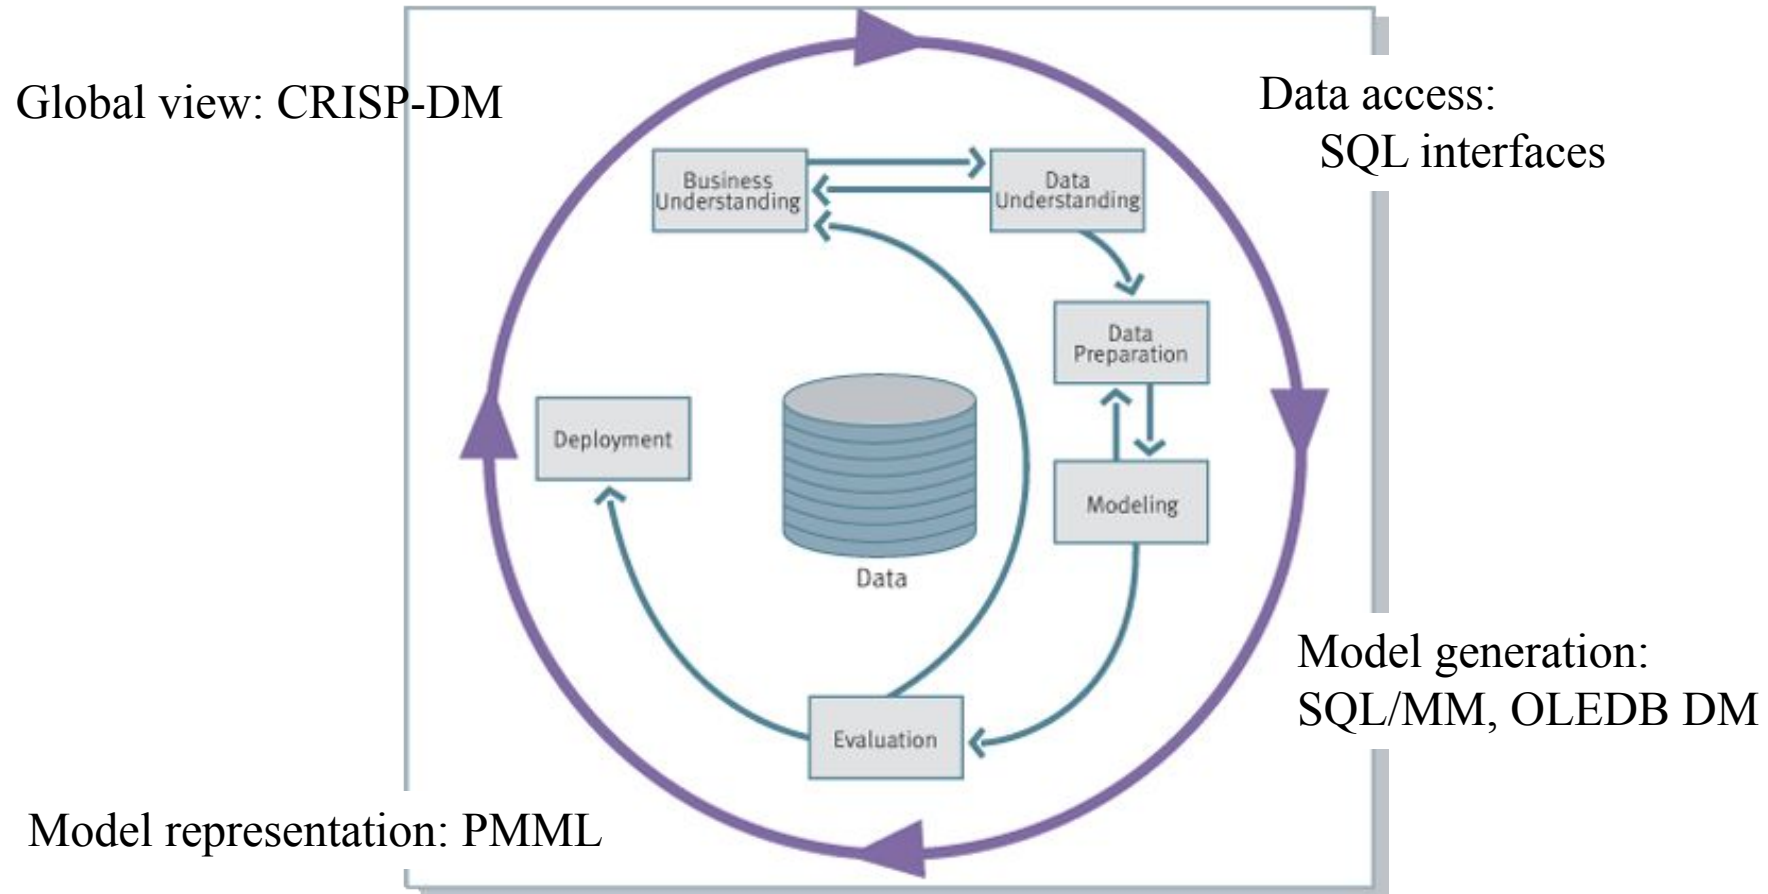 Global view: CRISP-DM
Data access:
SQL interfaces
Business
Understanding
Data
Understanding
Data
Preparation
Deployment
Modeling
Data
Model generation:
SQL/MM, OLEDB DM
Evaluation
Model representation: PMML